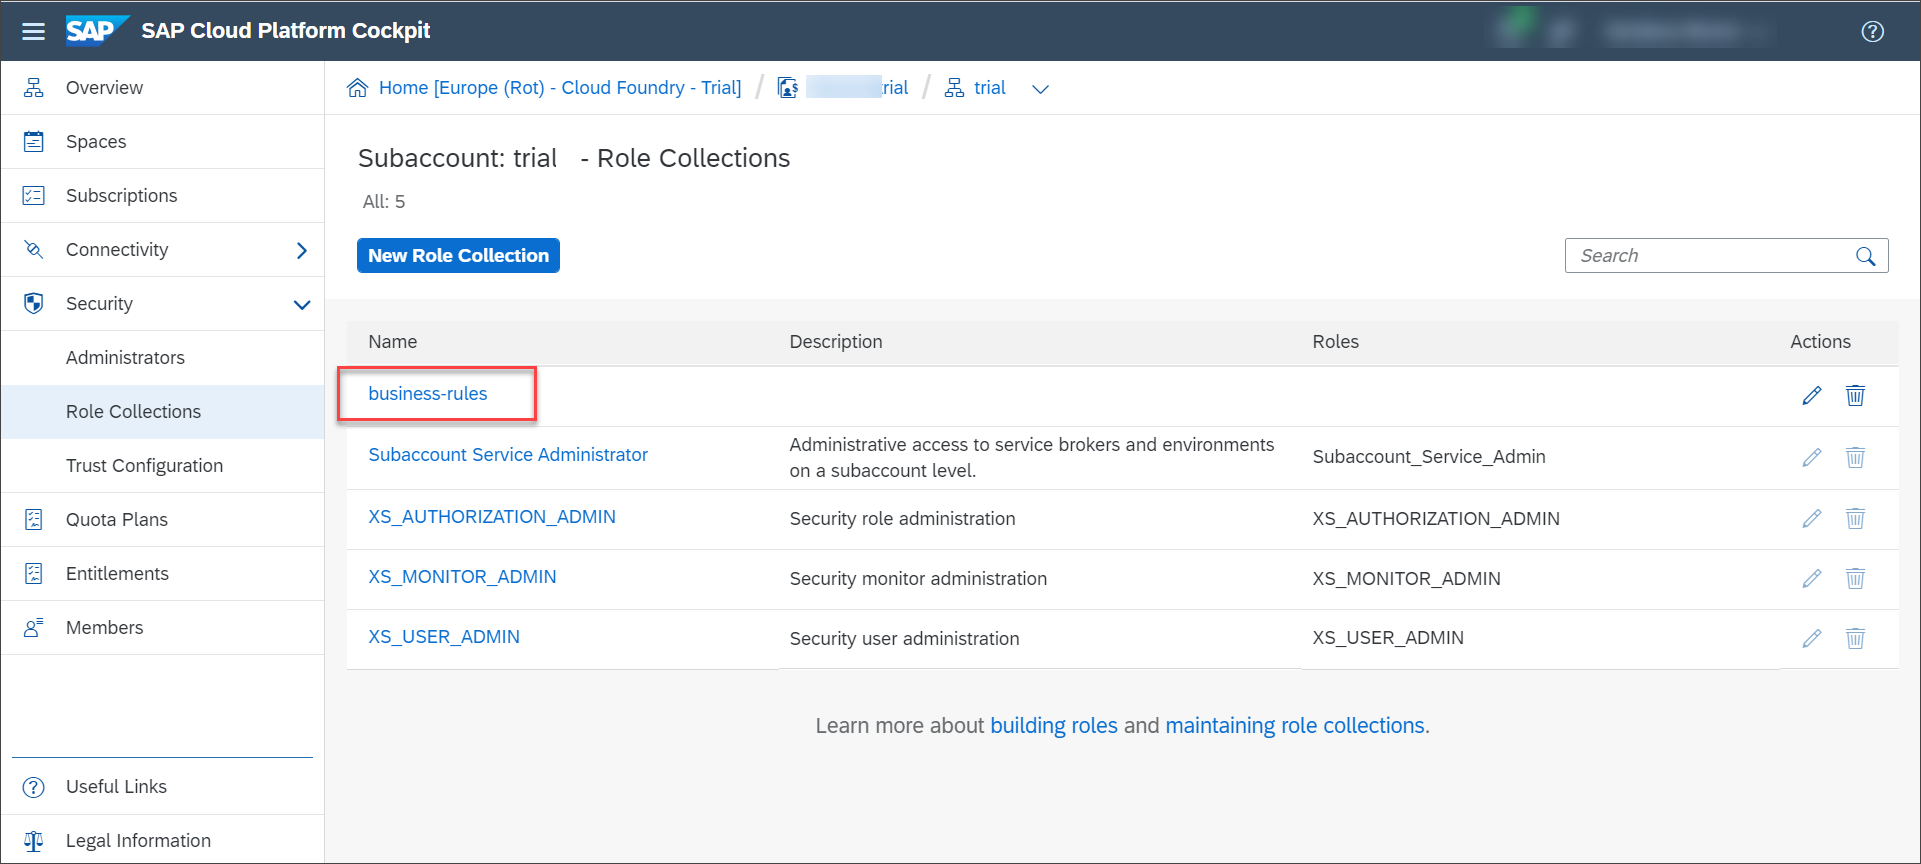 SAP SAP Cloud Platform Cockpit
Overview
Spaces
Subscriptions
Connectivity
Security
Administrators
Role Collections
Trust Configuration
Quota Plans
Entitlements
Members
Useful Links
Legal Information
Home [Europe (Rot) - Cloud Foundry - Trial] / rial / trial
Subaccount: trial - Role Collections
All: 5
New Role Collection
Search
Name Description Roles Actions
business-rules
Subaccount Service Administrator Administrative access to service brokers and environments on a subaccount level. Subaccount_Service_Admin
XS_AUTHORIZATION_ADMIN Security role administration XS_AUTHORIZATION_ADMIN
XS_MONITOR_ADMIN Security monitor administration XS_MONITOR_ADMIN
XS_USER_ADMIN Security user administration XS_USER_ADMIN
Learn more about building roles and maintaining role collections.